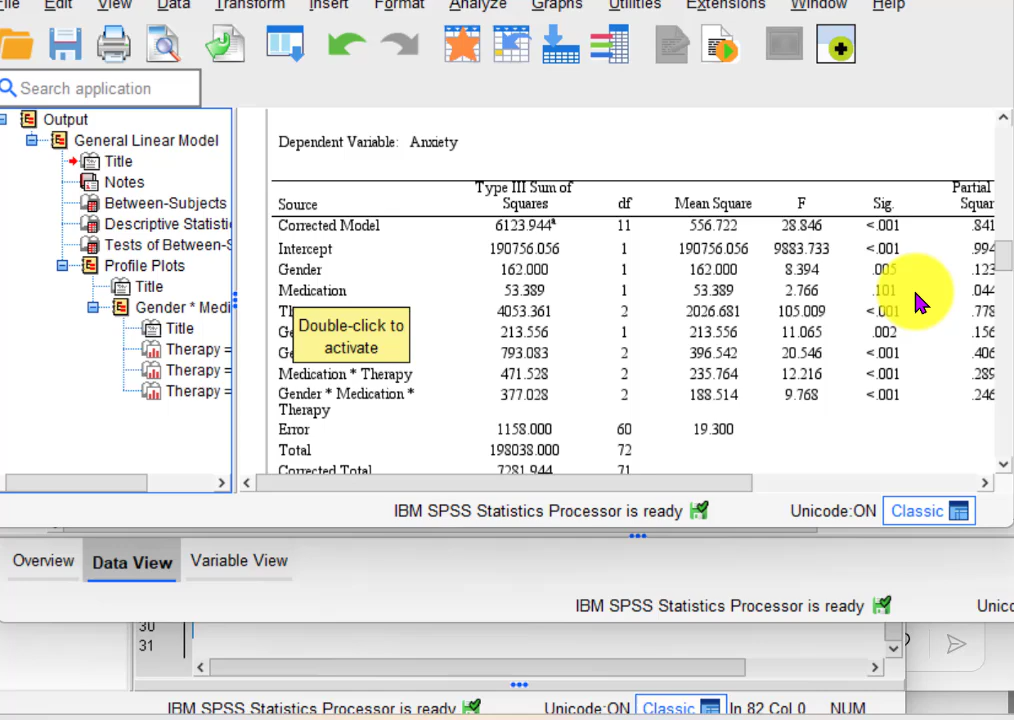 File Edit View Data Transform Insert Format Analyze Graphs Utilities Extensions Window Help
Search application
Output
General Linear Model
Title
Notes
Between-Subjects
Descriptive Statisti
Tests of Between-S
Profile Plots
Title
Gender * Medi
Title
Therapy =
Therapy =
Therapy =
Dependent Variable: Anxiety
Source Type III Sum of Squares df Mean Square F Sig. Partial Squar
Corrected Model 6123.944ᵃ 11 556.722 28.846 <.001 .841
Intercept 190756.056 1 190756.056 9883.733 <.001 .994
Gender 162.000 1 162.000 8.394 .005 .123
Medication 53.389 1 53.389 2.766 .101 .044
Th 4053.361 2 2026.681 105.009 <.001 .778
Ge 213.556 1 213.556 11.065 .002 .156
Ge 793.083 2 396.542 20.546 <.001 .406
Double-click to
activate
Medication * Therapy 471.528 2 235.764 12.216 <.001 .289
Gender * Medication * Therapy 377.028 2 188.514 9.768 <.001 .246
Error 1158.000 60 19.300
Total 198038.000 72
Corrected Total 7281.944 71
IBM SPSS Statistics Processor is ready Unicode:ON Classic
Overview Data View Variable View
IBM SPSS Statistics Processor is ready Unico
30
31
IBM SPSS Statistics Processor is ready Unicode:ON Classic In 82 Col 0 NUM